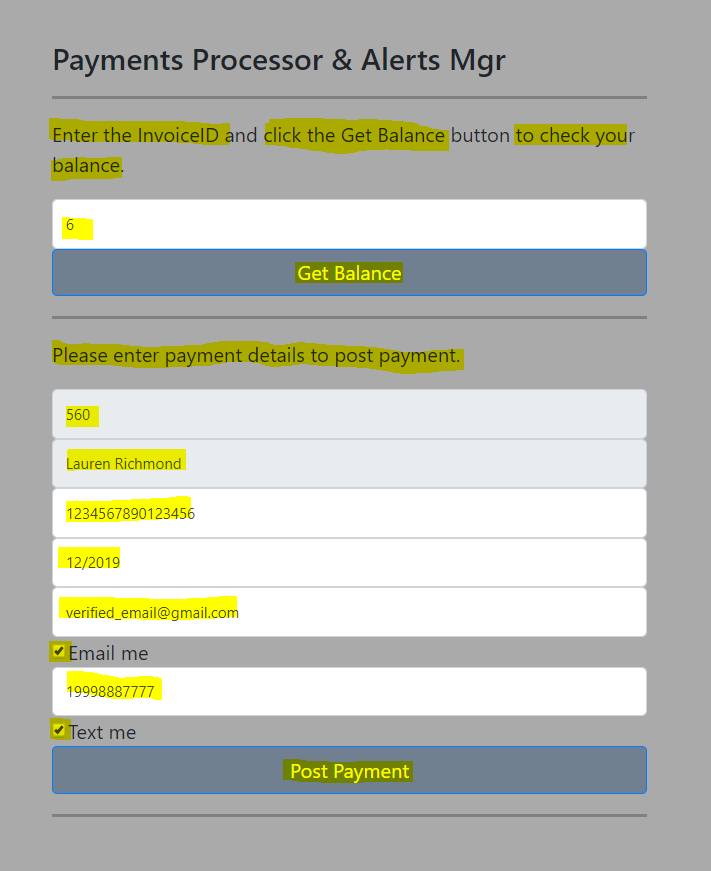 Payments Processor & Alerts Mgr
Enter the InvoiceID and click the Get Balance button to check your
balance.
6
Get Balance
Please enter payment details to post payment.
560
Lauren Richmond
1234567890123456
12/2019
verified_email@gmail.com
Email me
19998887777
Text me
Post Payment